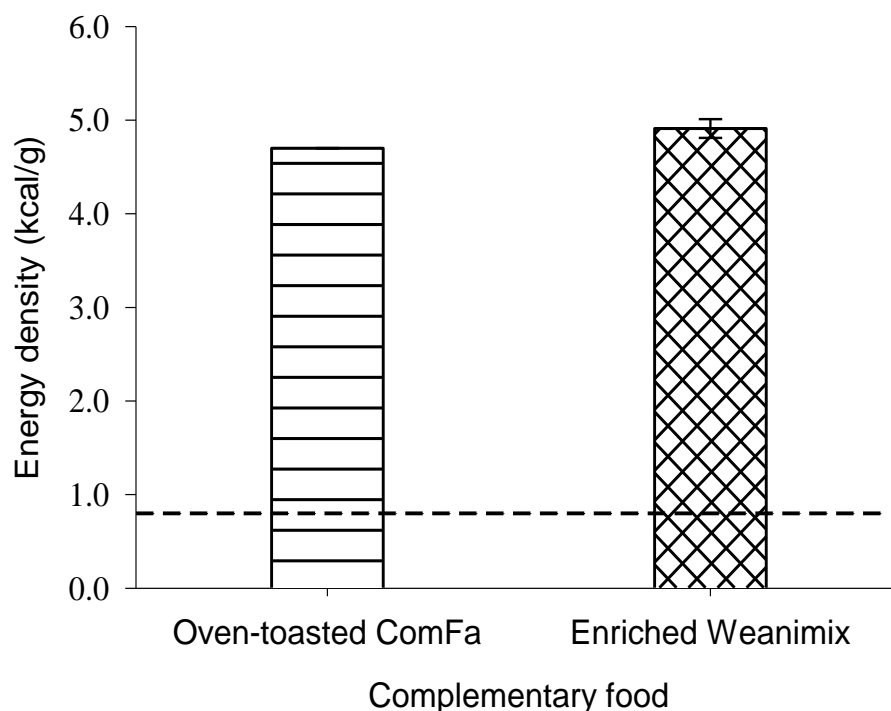 6.0
5.0
4.0
3.0
2.0
1.0
0.0
Energy density (kcal/g)
Oven-toasted ComFa
Enriched Weanimix
Complementary food